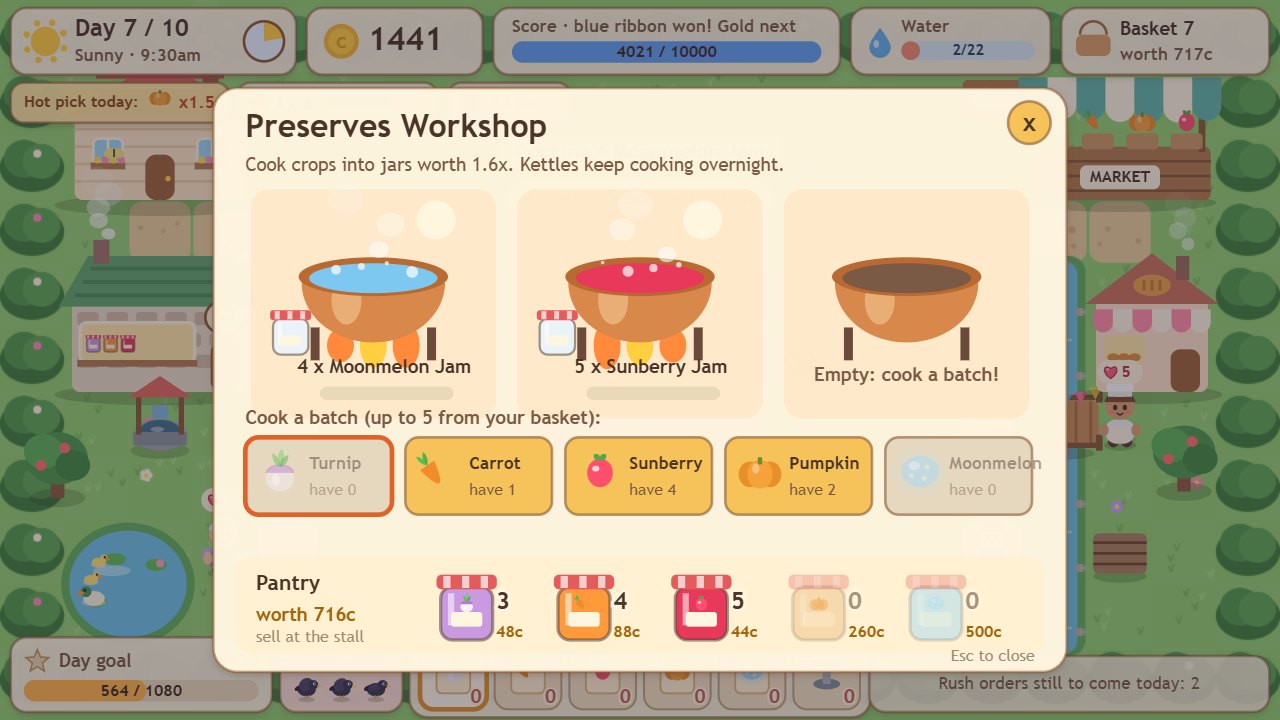 Day 7 / 10
Sunny · 9:30am
C
1441
Score · blue ribbon won! Gold next
4021 / 10000
Water
2/22
Basket 7
worth 717c
Hot pick today:
x1.5
MARKET
Preserves Workshop
X
Cook crops into jars worth 1.6x. Kettles keep cooking overnight.
4 x Moonmelon Jam
5 x Sunberry Jam
Empty: cook a batch!
5
Cook a batch (up to 5 from your basket):
Turnip
have 0
Carrot
have 1
Sunberry
have 4
Pumpkin
have 2
Moonmelon
have 0
Pantry
worth 716c
sell at the stall
3
48c
4
88c
5
44c
0
260c
0
500c
Esc to close
Day goal
564 / 1080
0
0
0
0
0
0
Rush orders still to come today: 2